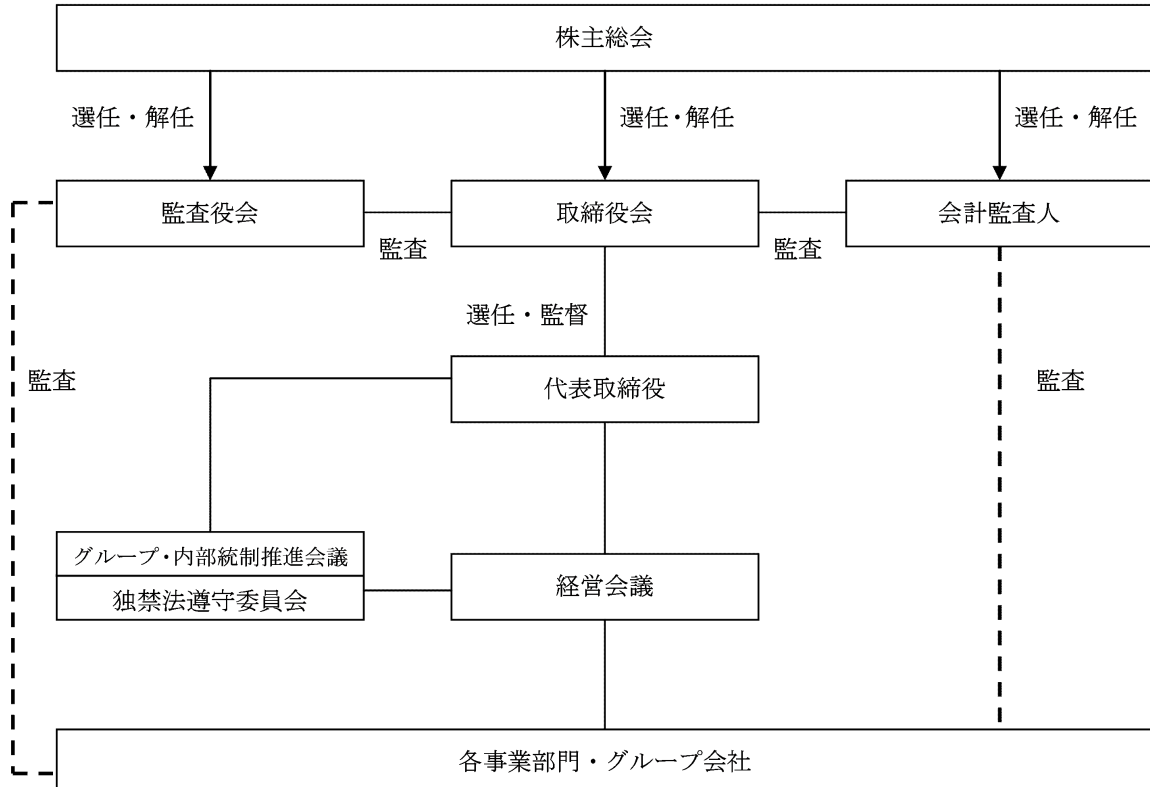 株主総会
選任・解任
選任・解任
選任・解任
監査役会
取締役会
会計監査人
監査
監査
選任・監督
監査
代表取締役
監査
グループ・内部統制推進会議
独禁法遵守委員会
経営会議
各事業部門・グループ会社